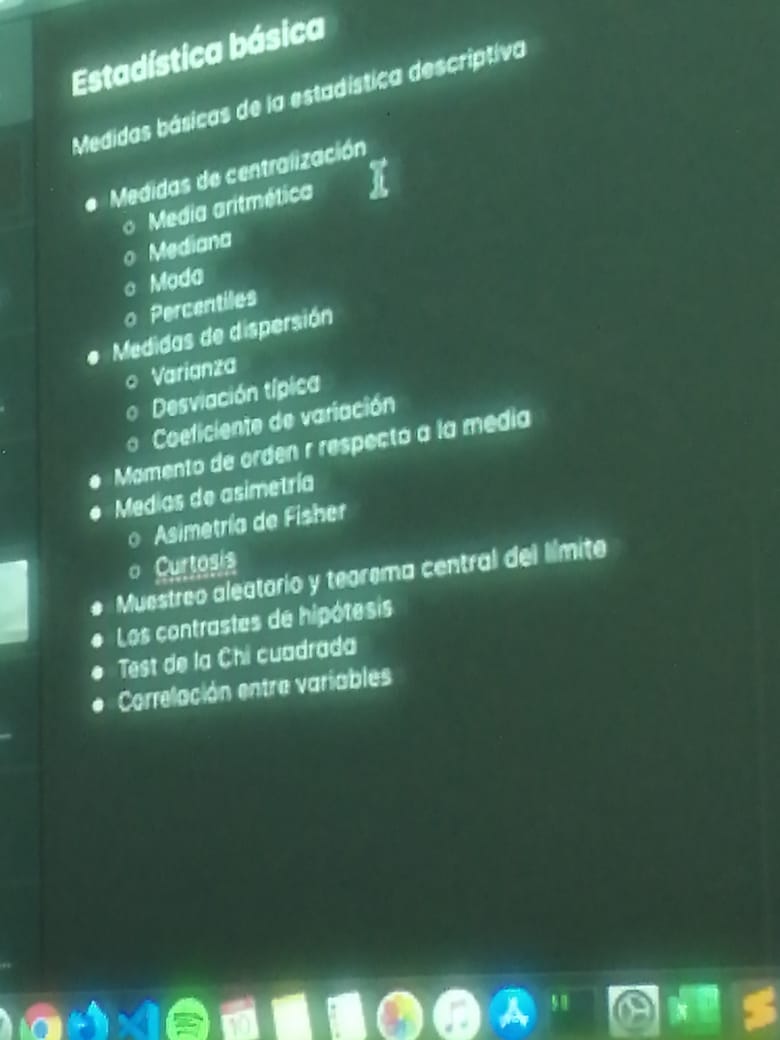 Estadística básica
Medidas básicas de la estadística descriptiva
• Medidas de centralización
o Media aritmética
o Mediana
o Moda
o Percentiles
• Medidas de dispersión
o Varianza
o Desviación típica
o Coeficiente de variación
• Momento de orden r respecto a la media
• Medias de asimetría
o Asimetría de Fisher
o Curtosis
• Muestreo aleatorio y teorema central del límite
• Los contrastes de hipótesis
• Test de la Chi cuadrada
• Correlación entre variables
10